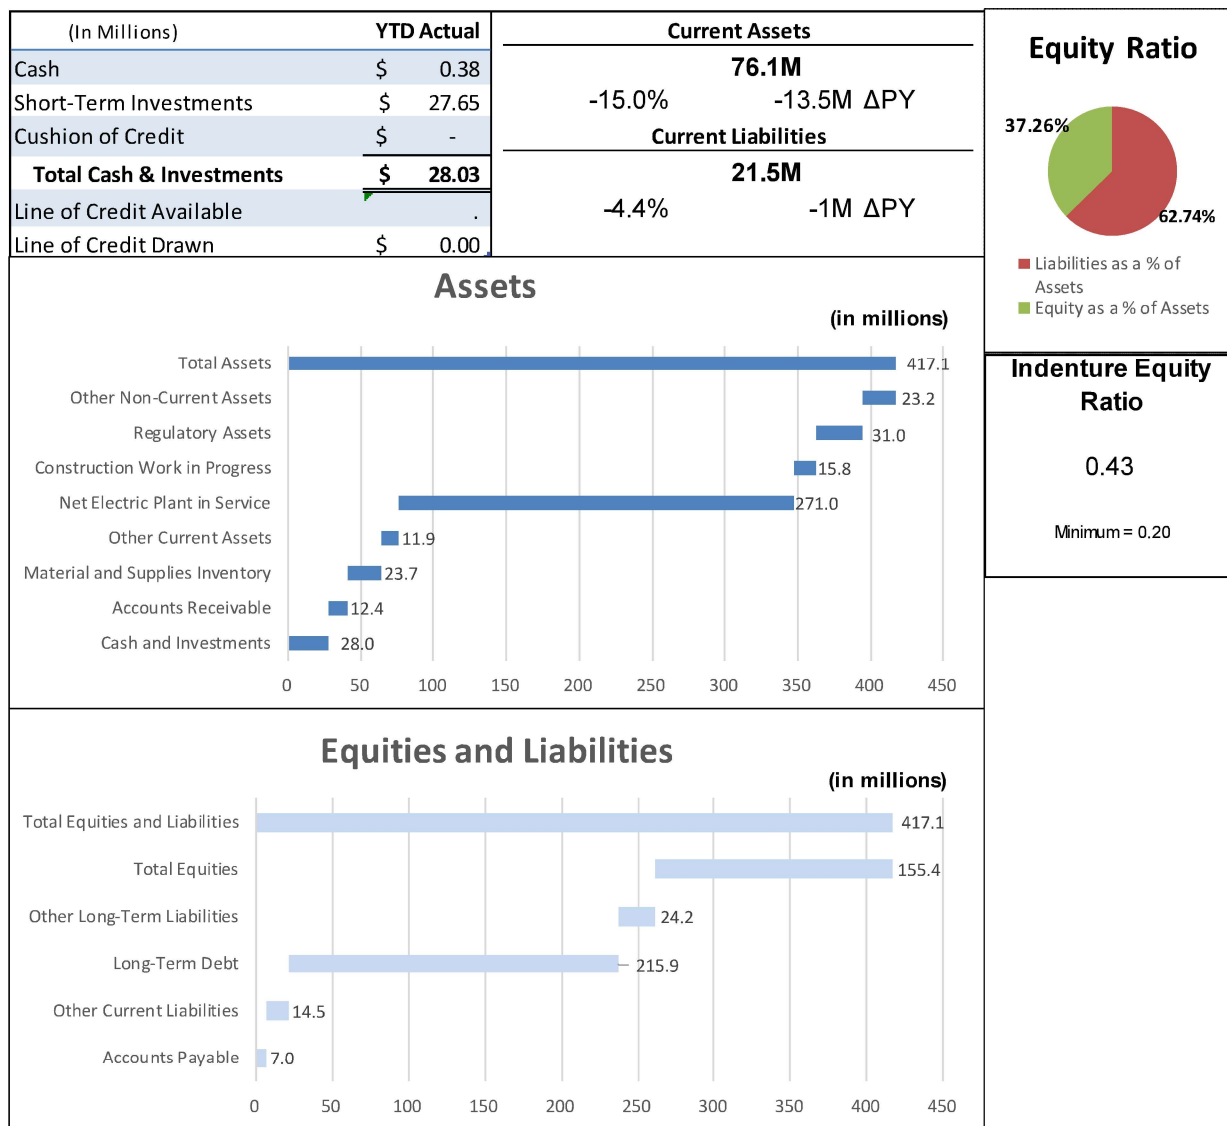 (In Millions) YTD Actual
Cash $ 0.38
Short-Term Investments $ 27.65
Cushion of Credit $ -
Total Cash & Investments $ 28.03
Line of Credit Available .
Line of Credit Drawn $ 0.00
Current Assets
76.1M
-15.0% -13.5M ΔPY
Current Liabilities
21.5M
-4.4% -1M ΔPY
Equity Ratio
37.26%
62.74%
Liabilities as a % of
Assets
Equity as a % of Assets
Indenture Equity
Ratio
0.43
Minimum = 0.20
Assets
(in millions)
Total Assets 417.1
Other Non-Current Assets 23.2
Regulatory Assets 31.0
Construction Work in Progress 15.8
Net Electric Plant in Service 271.0
Other Current Assets 11.9
Material and Supplies Inventory 23.7
Accounts Receivable 12.4
Cash and Investments 28.0
0 50 100 150 200 250 300 350 400 450
Equities and Liabilities
(in millions)
Total Equities and Liabilities 417.1
Total Equities 155.4
Other Long-Term Liabilities 24.2
Long-Term Debt 215.9
Other Current Liabilities 14.5
Accounts Payable 7.0
0 50 100 150 200 250 300 350 400 450